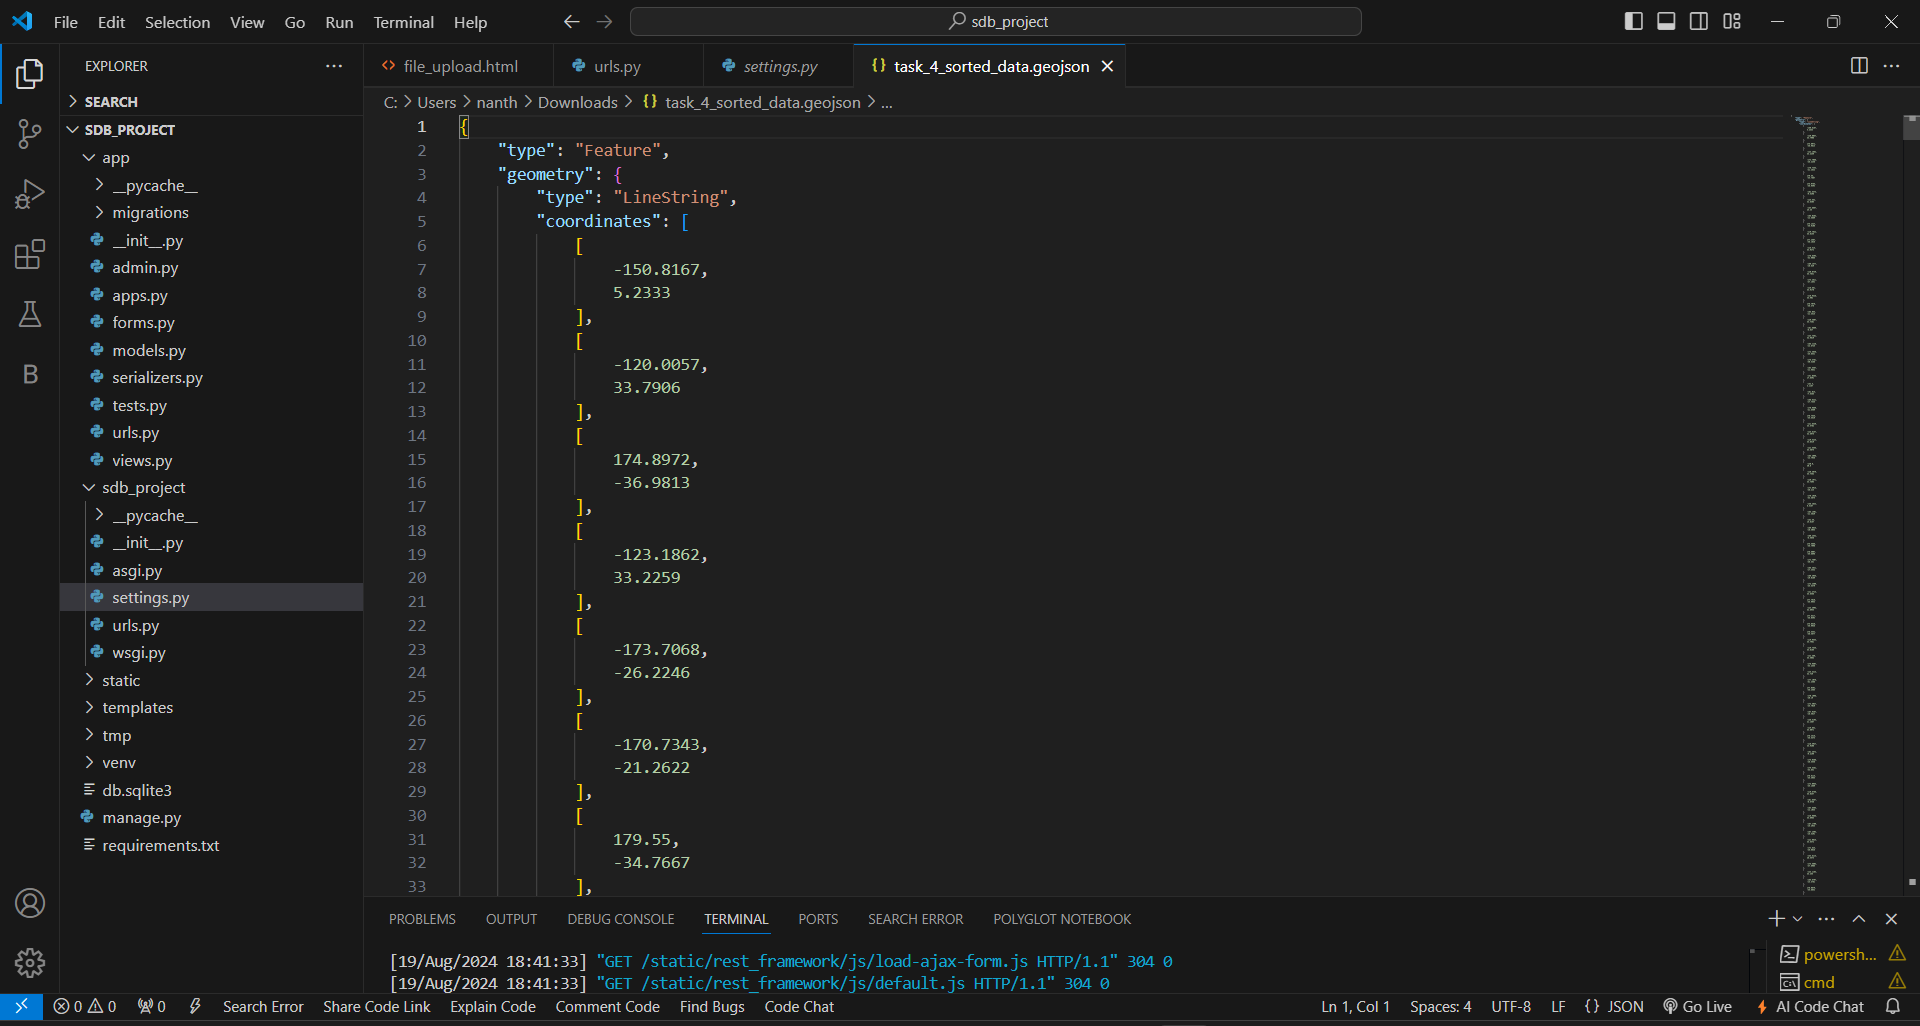 File Edit Selection View Go Run Terminal Help
sdb_project
EXPLORER
SEARCH
SDB_PROJECT
app
__pycache__
migrations
__init__.py
admin.py
apps.py
forms.py
models.py
serializers.py
tests.py
urls.py
views.py
sdb_project
__pycache__
__init__.py
asgi.py
settings.py
urls.py
wsgi.py
static
templates
tmp
venv
db.sqlite3
manage.py
requirements.txt
file_upload.html urls.py settings.py {} task_4_sorted_data.geojson
C: > Users > nanth > Downloads > {} task_4_sorted_data.geojson > ...
1 {
2 "type": "Feature",
3 "geometry": {
4 "type": "LineString",
5 "coordinates": [
6 [
7 -150.8167,
8 5.2333
9 ],
10 [
11 -120.0057,
12 33.7906
13 ],
14 [
15 174.8972,
16 -36.9813
17 ],
18 [
19 -123.1862,
20 33.2259
21 ],
22 [
23 -173.7068,
24 -26.2246
25 ],
26 [
27 -170.7343,
28 -21.2622
29 ],
30 [
31 179.55,
32 -34.7667
33 ],
PROBLEMS OUTPUT DEBUG CONSOLE TERMINAL PORTS SEARCH ERROR POLYGLOT NOTEBOOK
[19/Aug/2024 18:41:33] "GET /static/rest_framework/js/load-ajax-form.js HTTP/1.1" 304 0
[19/Aug/2024 18:41:33] "GET /static/rest_framework/js/default.js HTTP/1.1" 304 0
powersh...
cmd
0 0 0 Search Error Share Code Link Explain Code Comment Code Find Bugs Code Chat Ln 1, Col 1 Spaces: 4 UTF-8 LF {} JSON Go Live AI Code Chat